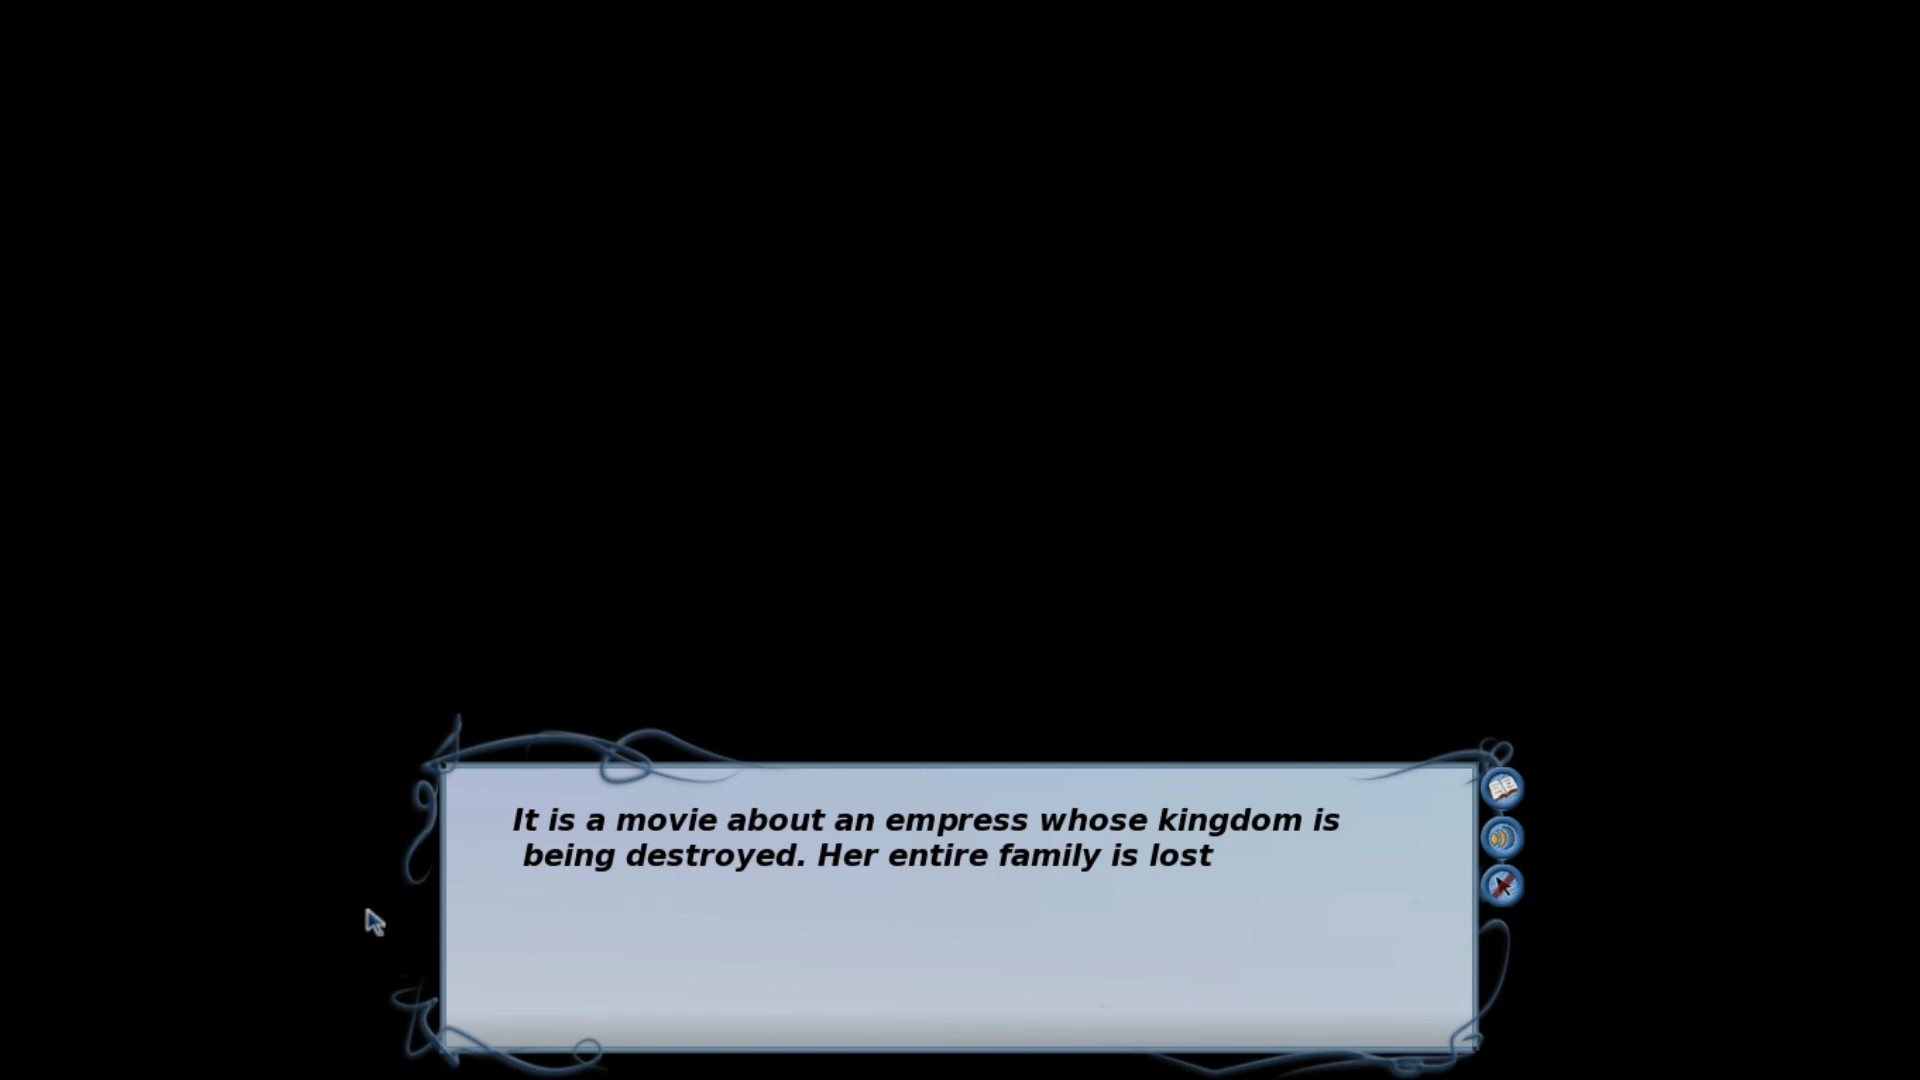 It is a movie about an empress whose kingdom is
being destroyed. Her entire family is lost